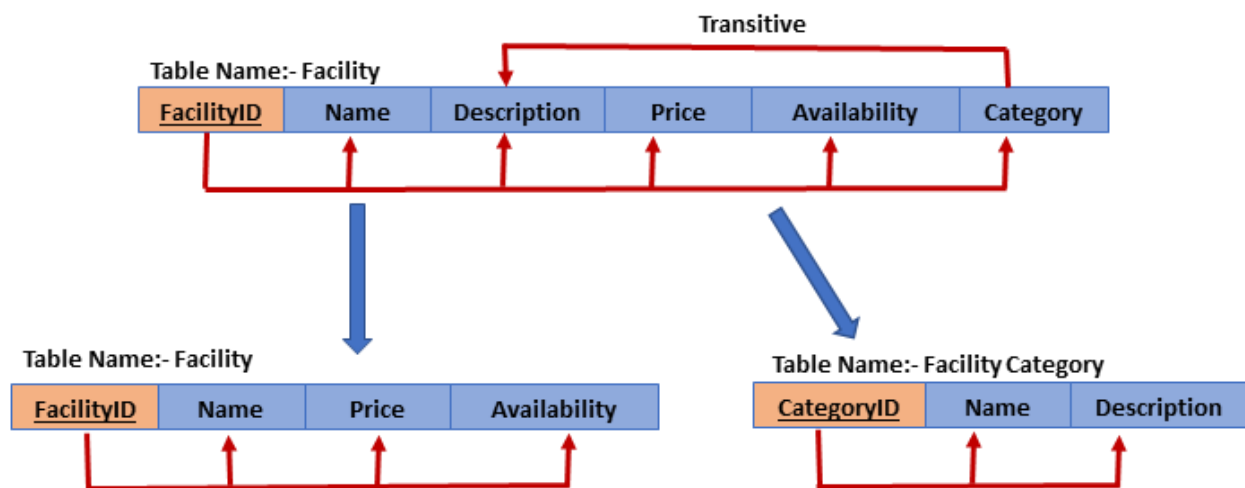 Transitive
Table Name:- Facility
FacilityID Name Description Price Availability Category
Table Name:- Facility
FacilityID Name Price Availability
Table Name:- Facility Category
CategoryID Name Description